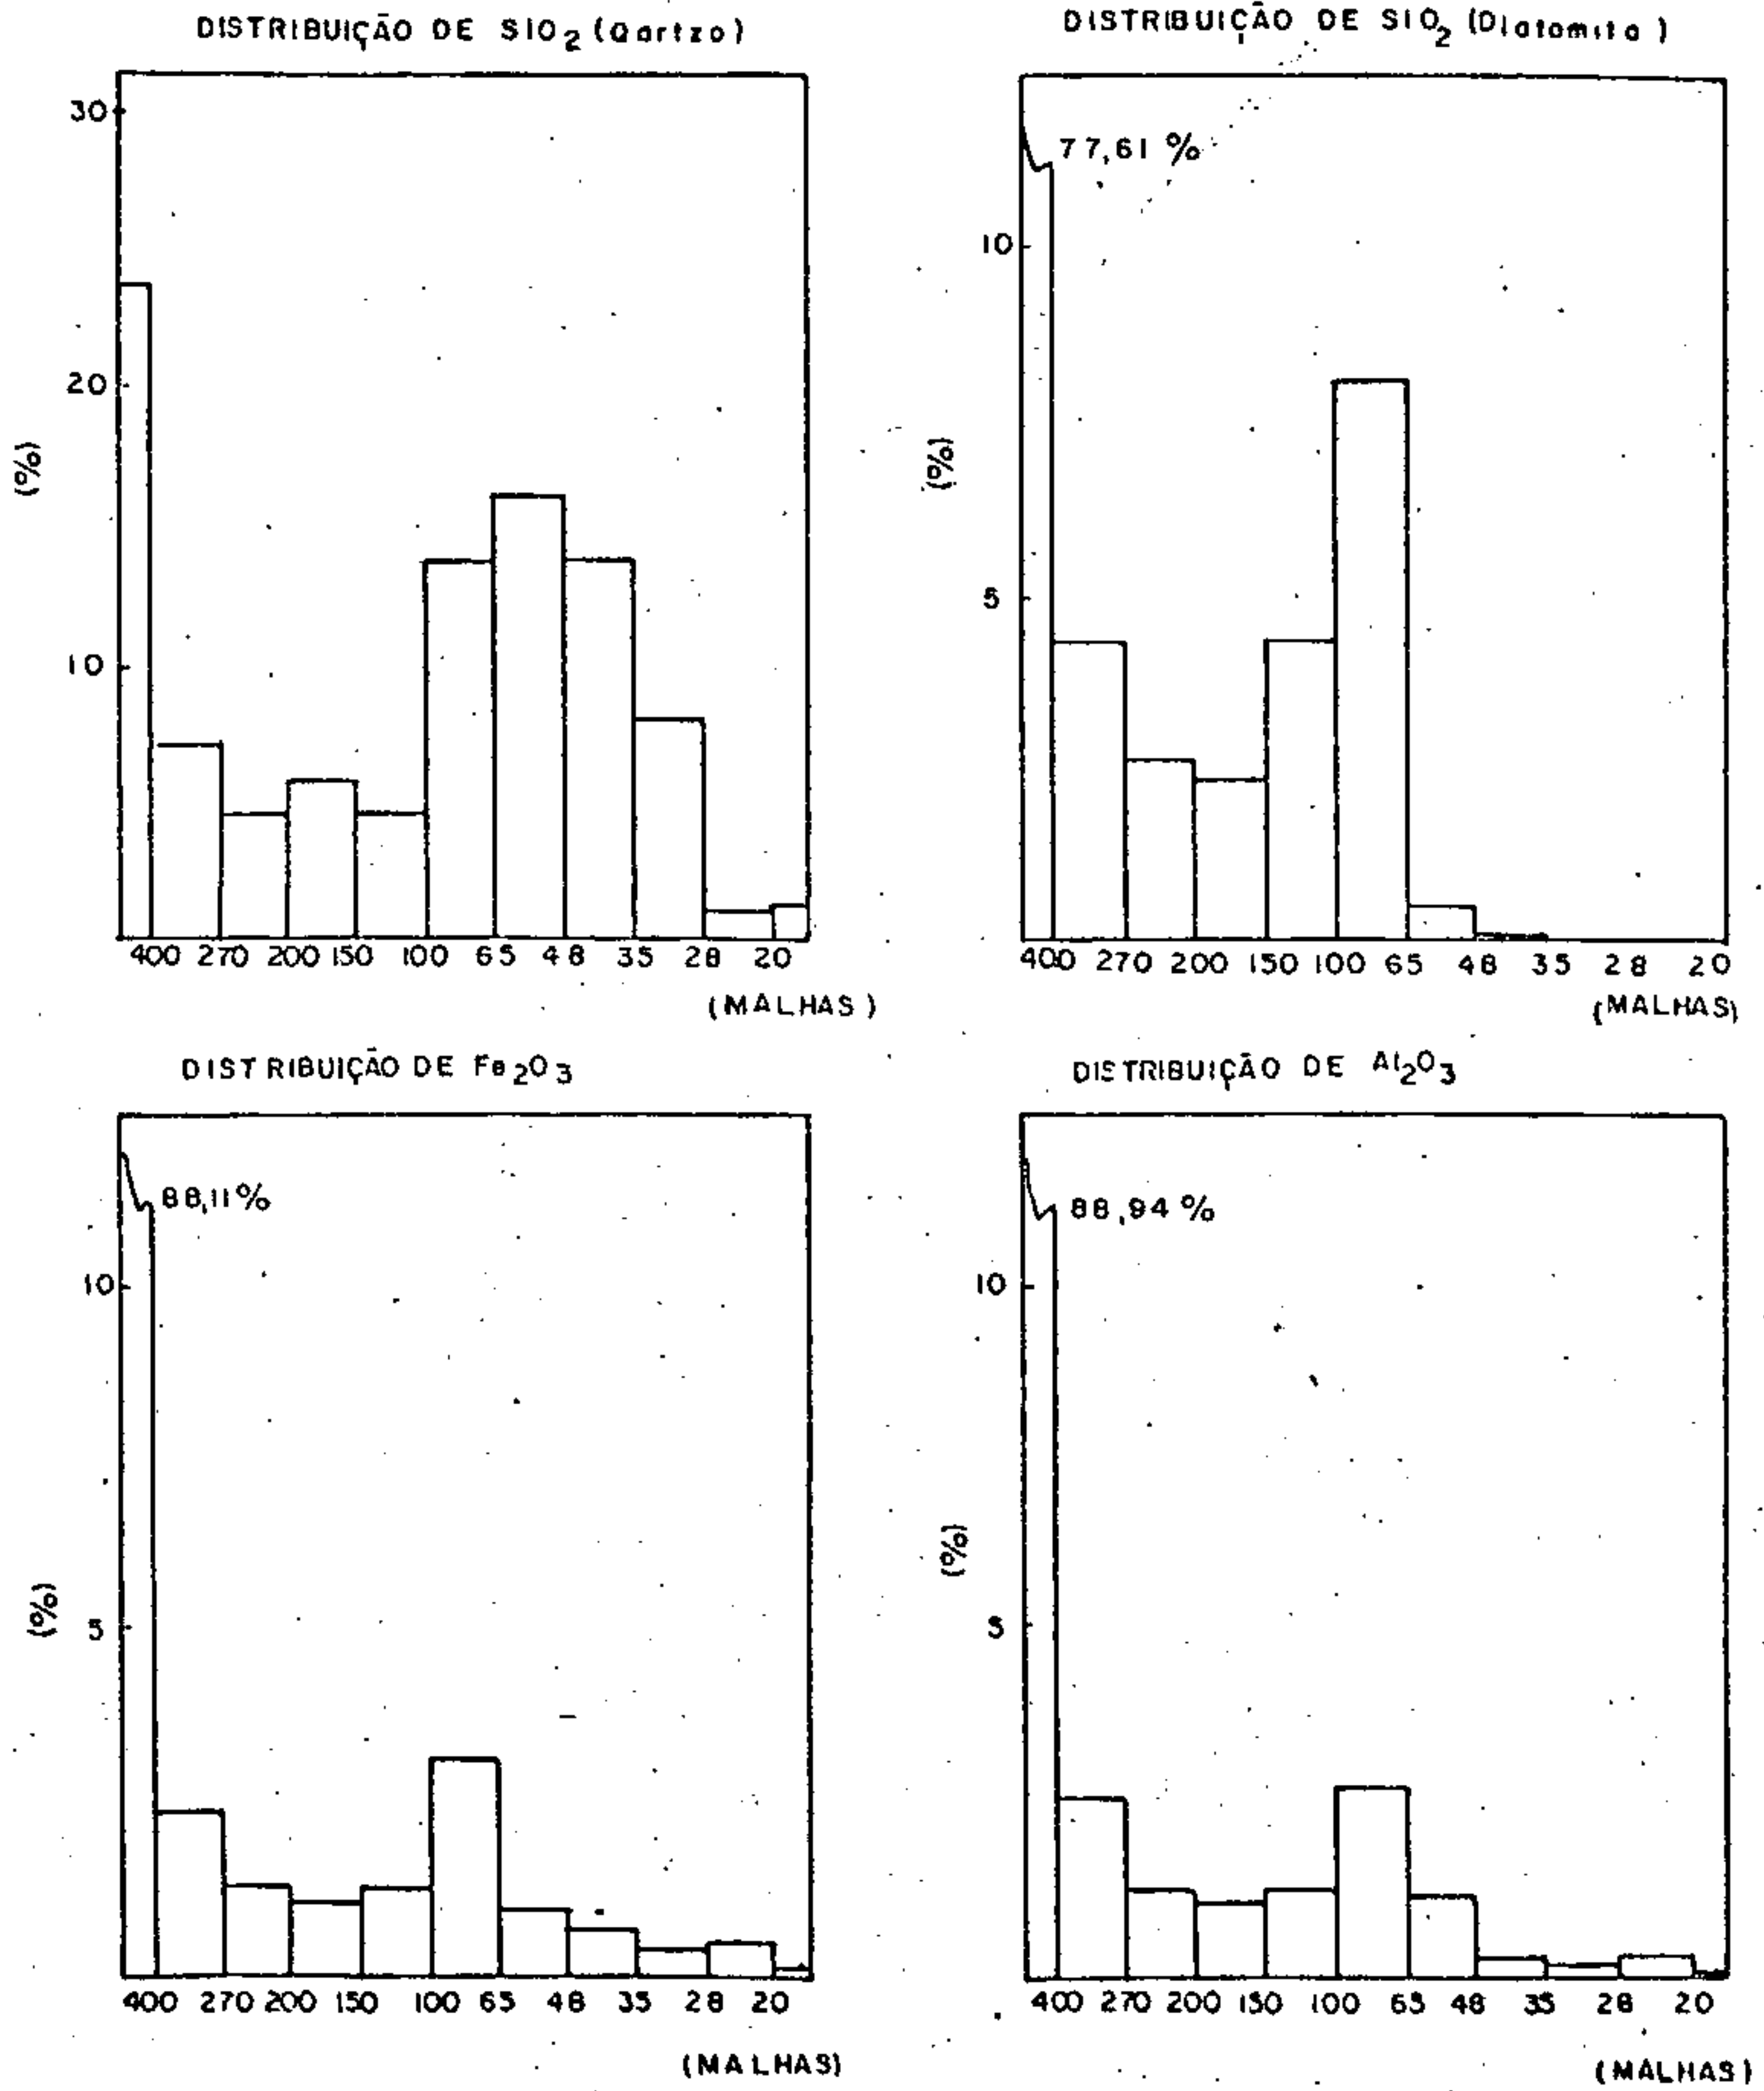 DISTRIBUIÇÃO DE SIO2 (Qartzo)
30
20
10
(%)
400 270 200 150 100 65 48 35 28 20
(MALHAS)
DISTRIBUIÇÃO DE SIO2 (Diatomita)
77,61 %
10
5
(%)
400 270 200 150 100 65 48 35 28 20
(MALHAS)
DISTRIBUIÇÃO DE Fe2O3
88,11%
10
5
(%)
400 270 200 150 100 65 48 35 28 20
(MALHAS)
DISTRIBUIÇÃO DE Al2O3
88,94 %
10
5
(%)
400 270 200 150 100 65 48 35 28 20
(MALHAS)